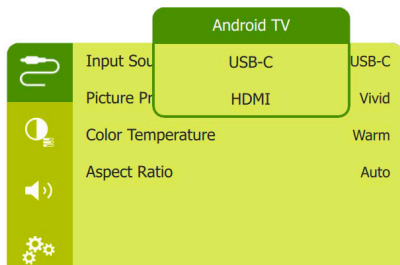 Android TV
Input Sou USB-C USB-C
Picture Pr HDMI Vivid
Color Temperature Warm
Aspect Ratio Auto